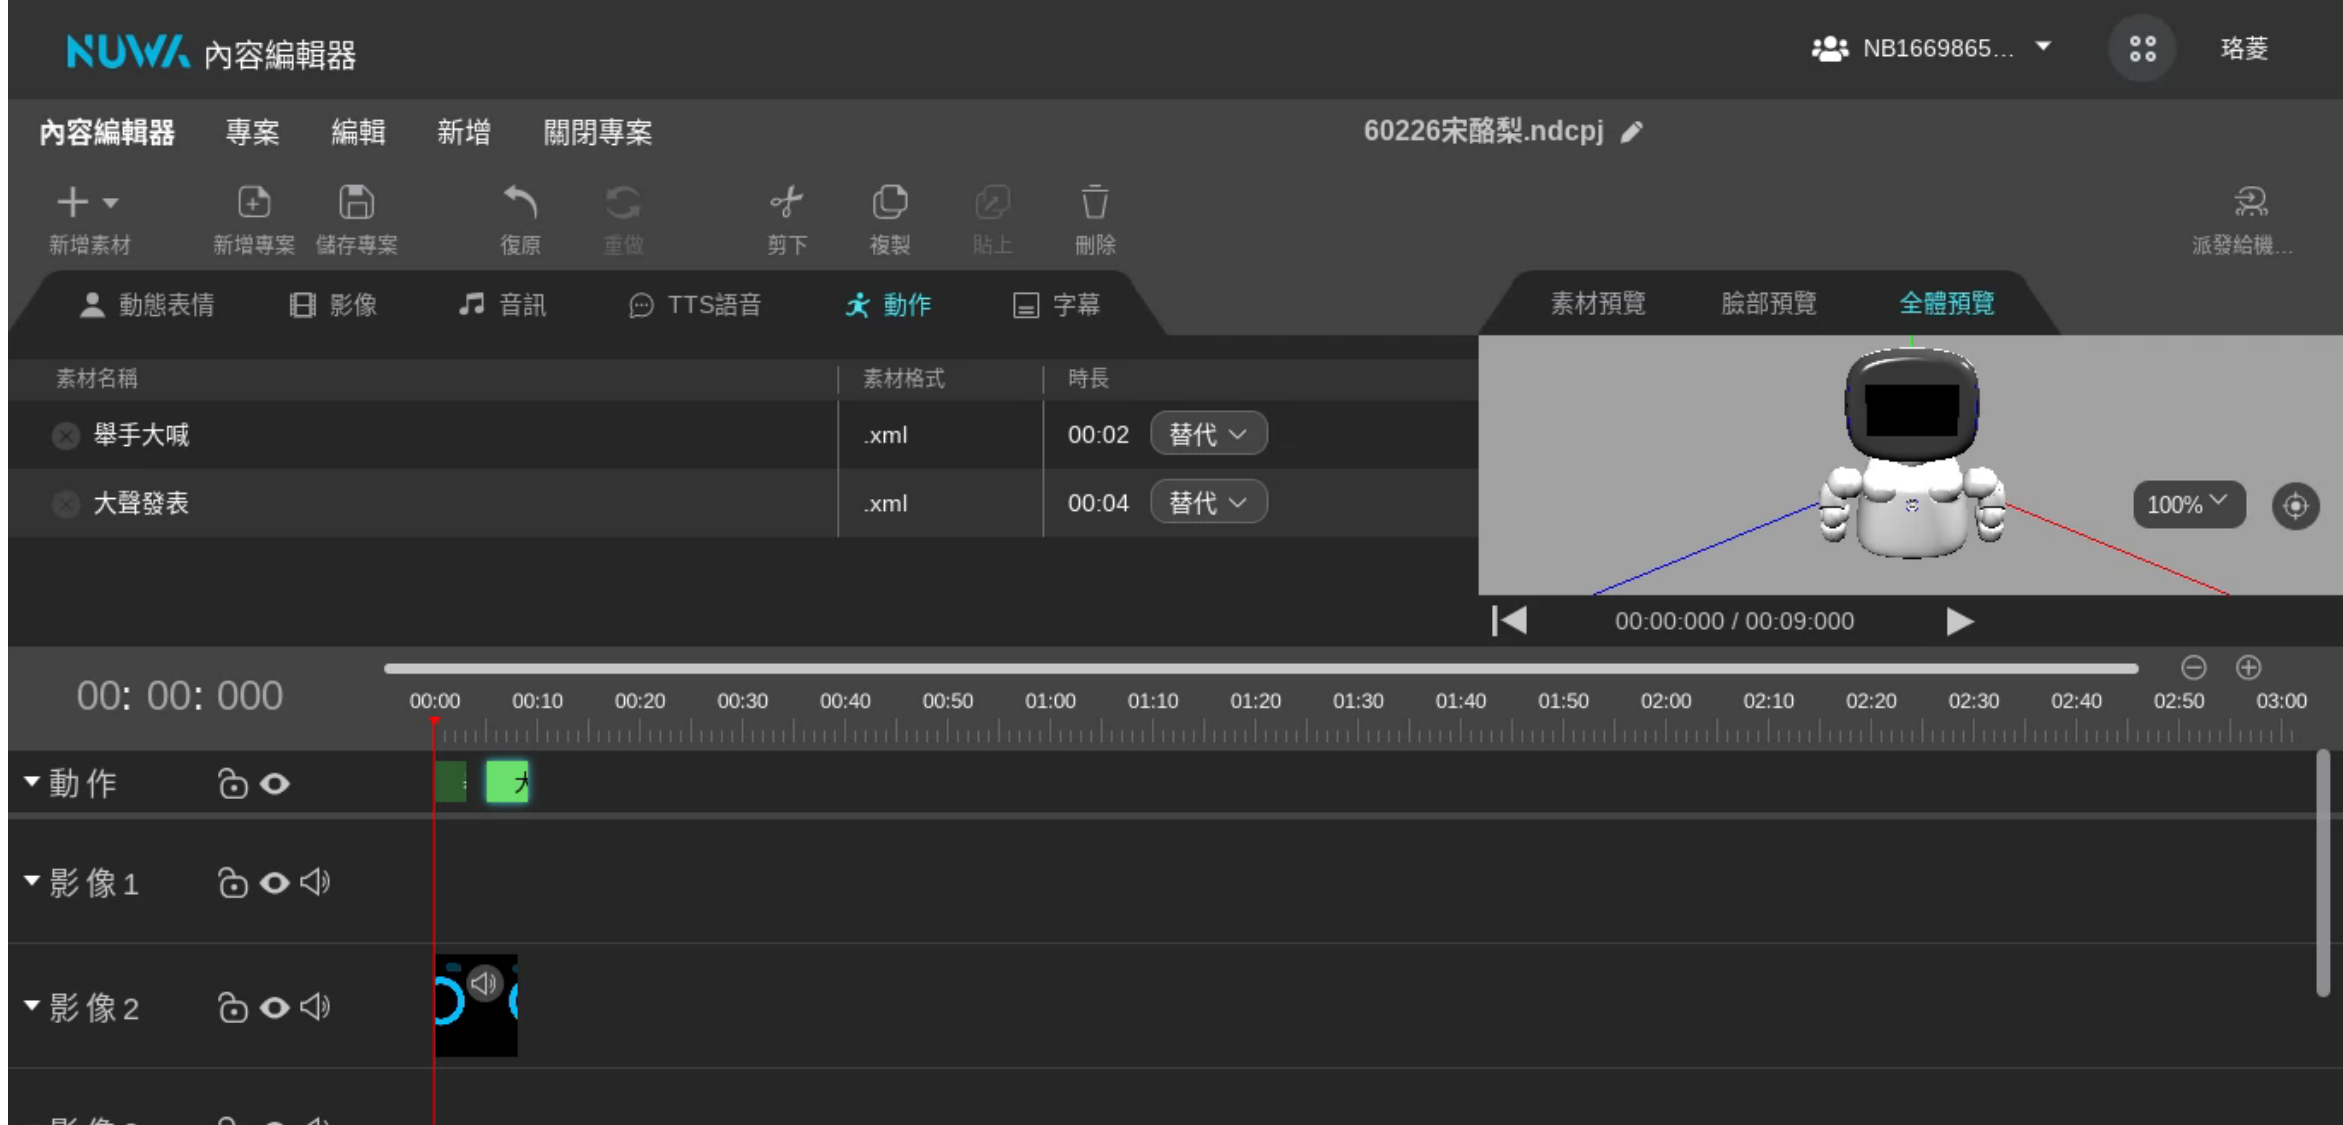 NUWA 內容編輯器
NB1669865...
珞菱
內容編輯器 專案 編輯 新增 關閉專案
60226宋酪梨.ndcpj
新增素材 新增專案 儲存專案 復原 重做 剪下 複製 貼上 刪除 派發給機...
動態表情 影像 音訊 TTS語音 動作 字幕
素材預覽 臉部預覽 全體預覽
素材名稱 素材格式 時長
舉手大喊 .xml 00:02 替代
大聲發表 .xml 00:04 替代
100%
00:00:000 / 00:09:000
00: 00: 000
00:00 00:10 00:20 00:30 00:40 00:50 01:00 01:10 01:20 01:30 01:40 01:50 02:00 02:10 02:20 02:30 02:40 02:50 03:00
動作
影像1
影像2